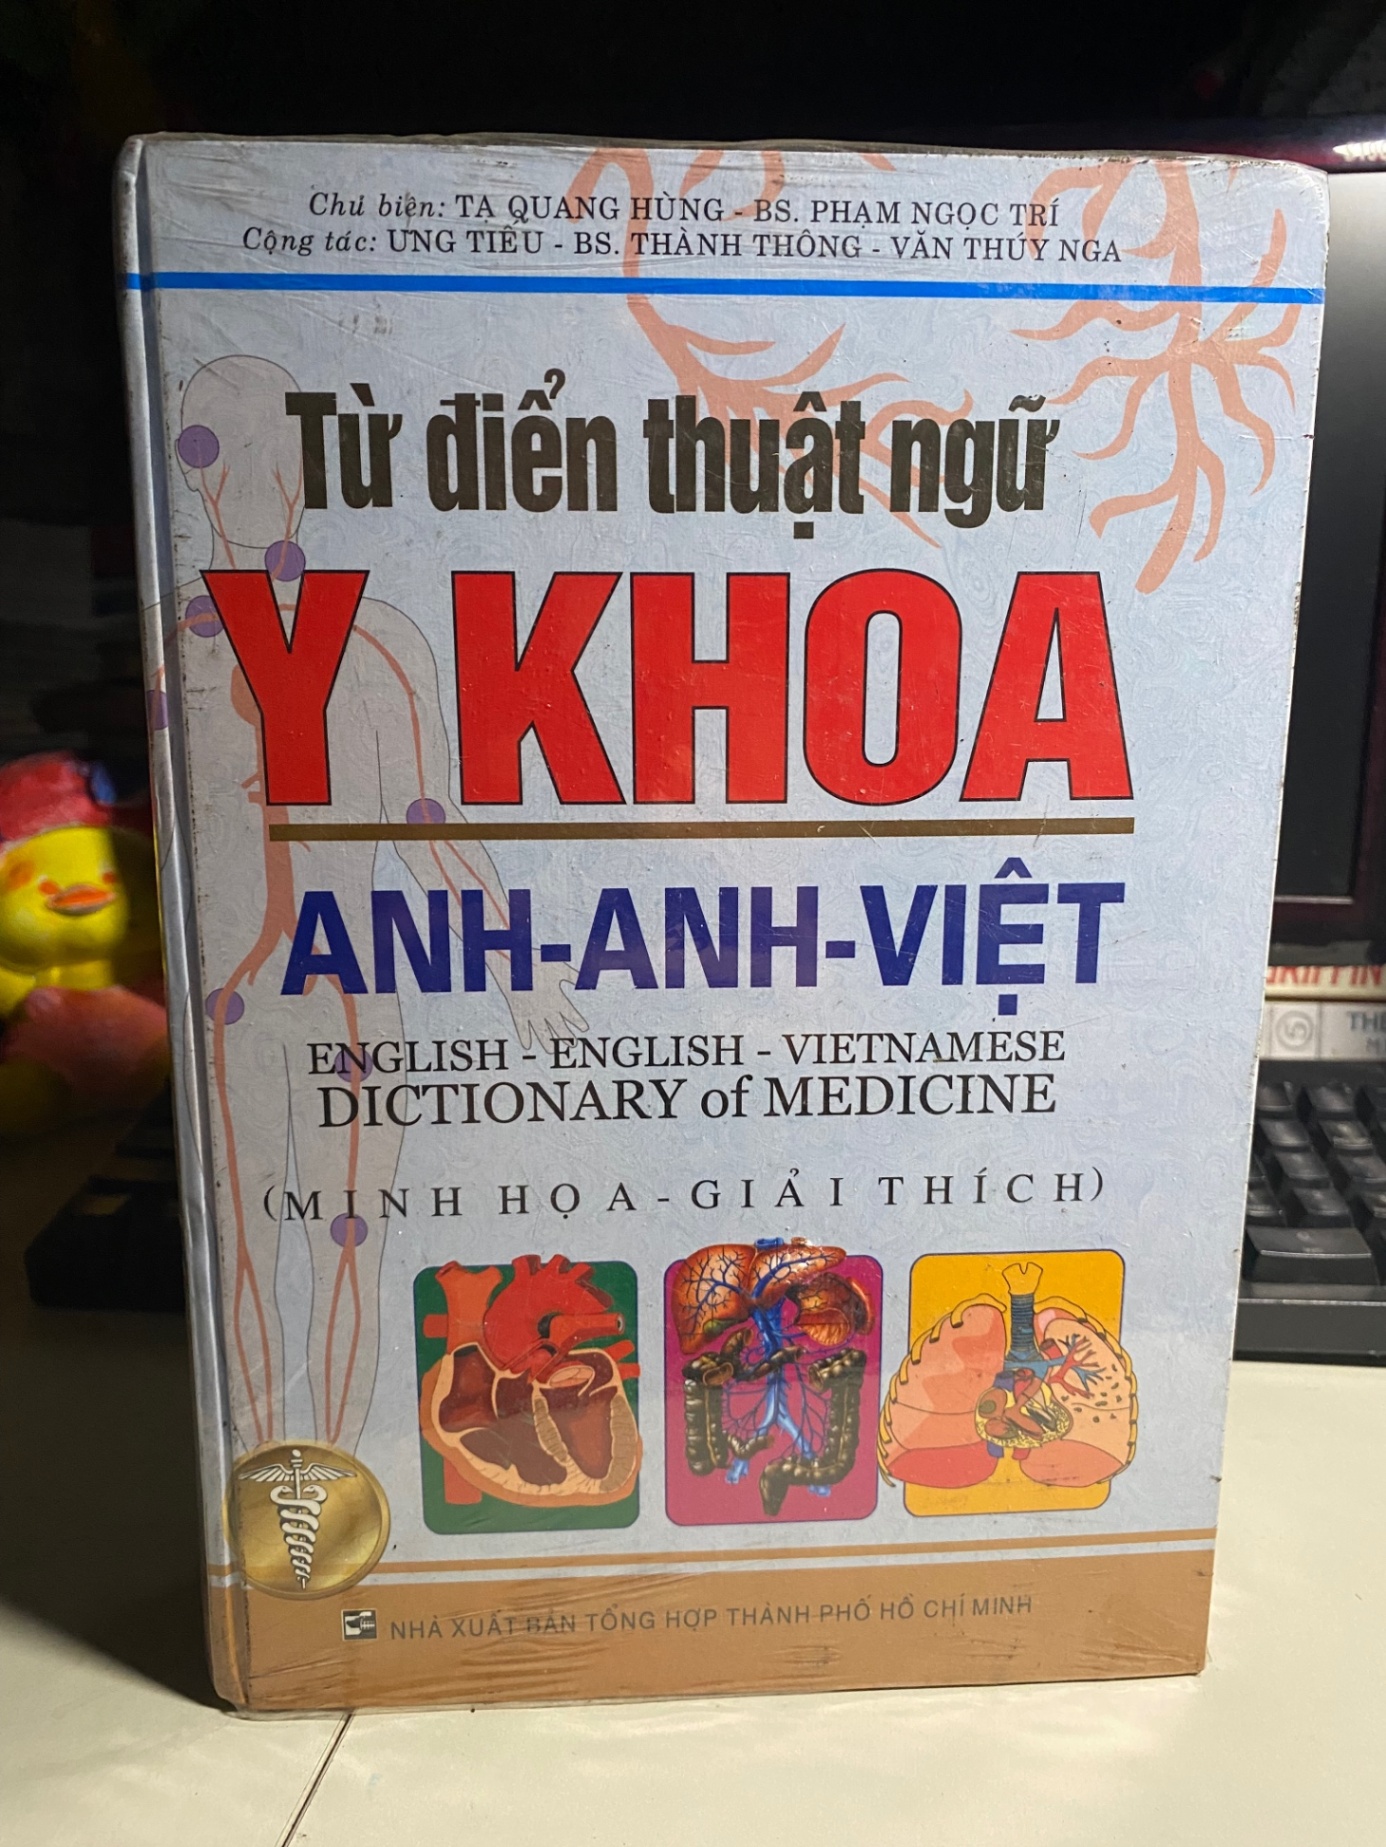 Chủ biên: TẠ QUANG HÙNG - BS. PHẠM NGỌC TRÍ
Cộng tác: ƯNG TIẾU - BS. THÀNH THÔNG - VĂN THÚY NGA
Từ điển thuật ngữ
Y KHOA
ANH-ANH-VIỆT
ENGLISH - ENGLISH - VIETNAMESE
DICTIONARY of MEDICINE
(MINH HỌA - GIẢI THÍCH)
NHÀ XUẤT BẢN TỔNG HỢP THÀNH PHỐ HỒ CHÍ MINH